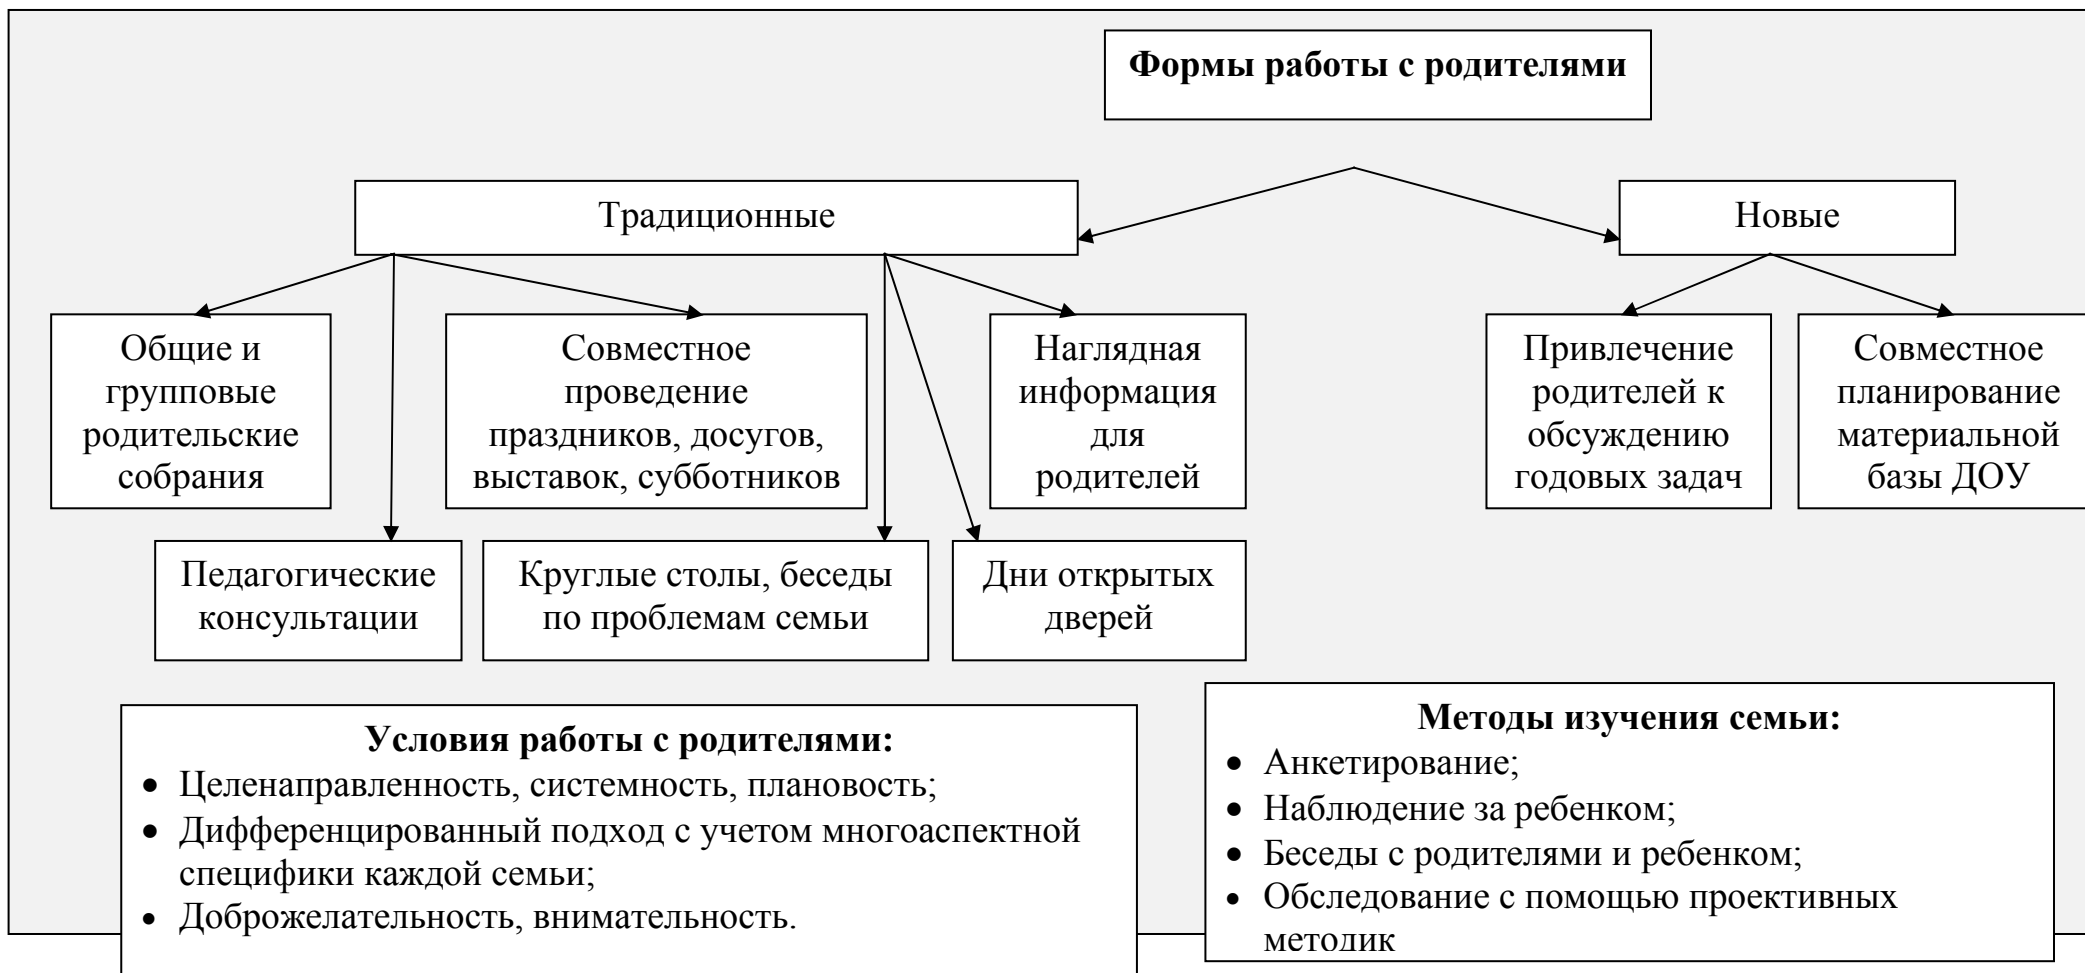 Формы работы с родителями
Традиционные
Новые
Общие и
групповые
родительские
собрания
Совместное
проведение
праздников, досугов,
выставок, субботников
Наглядная
информация
для
родителей
Привлечение
родителей к
обсуждению
годовых задач
Совместное
планирование
материальной
базы ДОУ
Педагогические
консультации
Круглые столы, беседы
по проблемам семьи
Дни открытых
дверей
Условия работы с родителями:
• Целенаправленность, системность, плановость;
• Дифференцированный подход с учетом многоаспектной
специфики каждой семьи;
• Доброжелательность, внимательность.
Методы изучения семьи:
• Анкетирование;
• Наблюдение за ребенком;
• Беседы с родителями и ребенком;
• Обследование с помощью проективных
методик